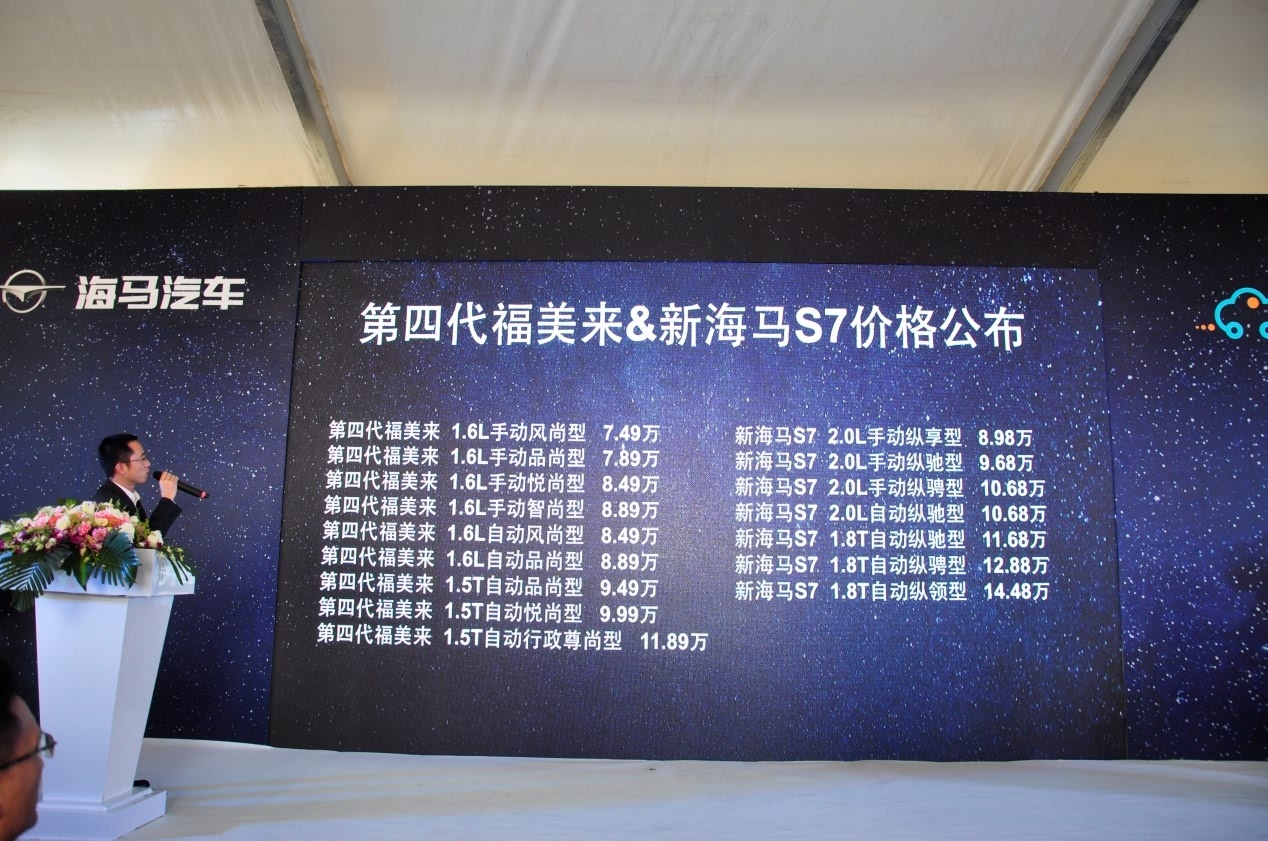 海马汽车
第四代福美来&新海马S7价格公布
第四代福美来 1.6L手动风尚型 7.49万
第四代福美来 1.6L手动品尚型 7.89万
第四代福美来 1.6L手动悦尚型 8.49万
第四代福美来 1.6L手动智尚型 8.89万
第四代福美来 1.6L自动风尚型 8.49万
第四代福美来 1.6L自动品尚型 8.89万
第四代福美来 1.5T自动品尚型 9.49万
第四代福美来 1.5T自动悦尚型 9.99万
第四代福美来 1.5T自动行政尊尚型 11.89万
新海马S7 2.0L手动纵享型 8.98万
新海马S7 2.0L手动纵驰型 9.68万
新海马S7 2.0L手动纵骋型 10.68万
新海马S7 2.0L自动纵驰型 10.68万
新海马S7 1.8T自动纵驰型 11.68万
新海马S7 1.8T自动纵骋型 12.88万
新海马S7 1.8T自动纵领型 14.48万